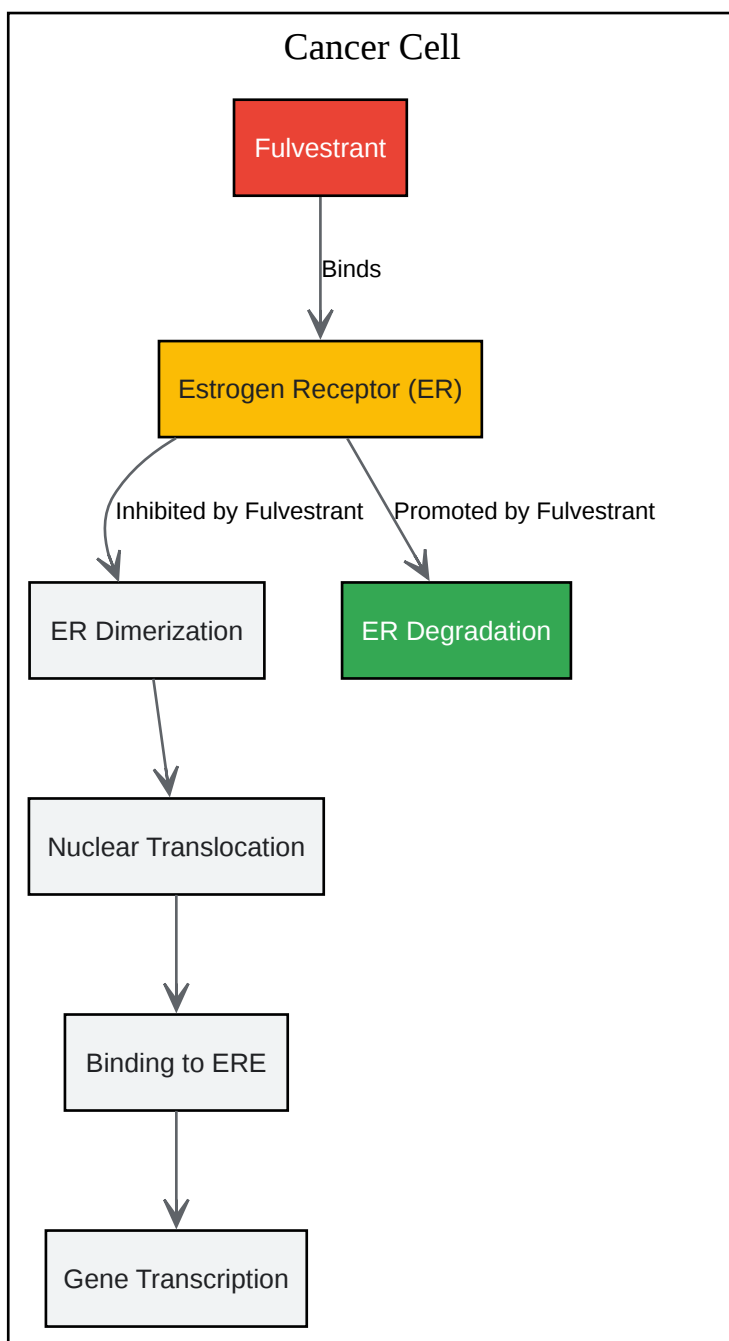 Cancer Cell
Fulvestrant
Binds
Estrogen Receptor (ER)
Inhibited by Fulvestrant
Promoted by Fulvestrant
ER Dimerization
ER Degradation
Nuclear Translocation
Binding to ERE
Gene Transcription